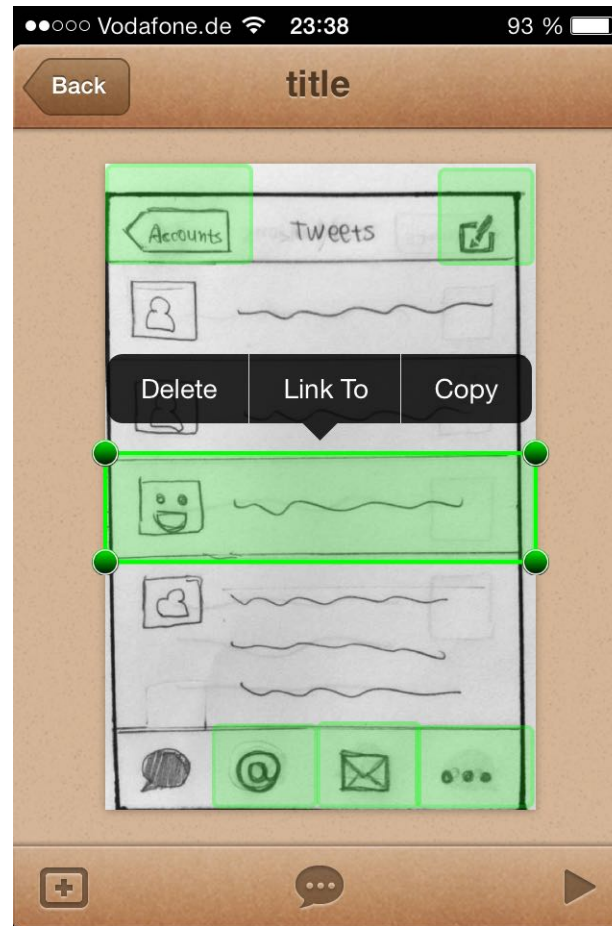 Vodafone.de 23:38 93 %
Back title
Accounts Tweets
Delete Link To Copy
@